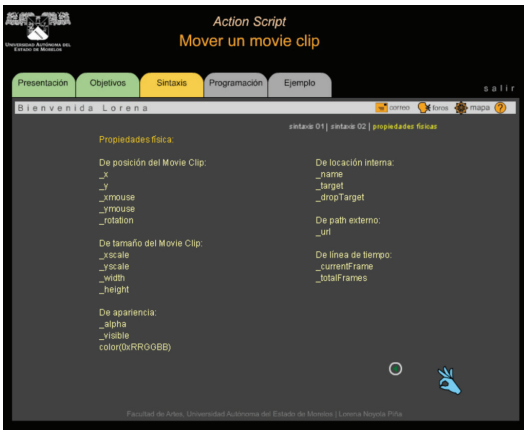 Action Script
Mover un movie clip
UNIVERSIDAD AUTÓNOMA DEL
ESTADO DE MORELOS
Presentación
Objetivos
Sintaxis
Programación
Ejemplo
salir
Bienvenida Lorena
correo
foros
mapa
?
sintaxis 01| sintaxis 02 | propiedades físicas
Propiedades física:
De posición del Movie Clip:
_x
_y
_xmouse
_ymouse
_rotation
De tamaño del Movie Clip:
_xscale
_yscale
_width
_height
De apariencia:
_alpha
_visible
color(0xRRGGBB)
De locación interna:
_name
_target
_dropTarget
De path externo:
_url
De línea de tiempo:
_currentFrame
_totalFrames
Facultad de Artes, Universidad Autónoma del Estado de Morelos | Lorena Noyola Piña